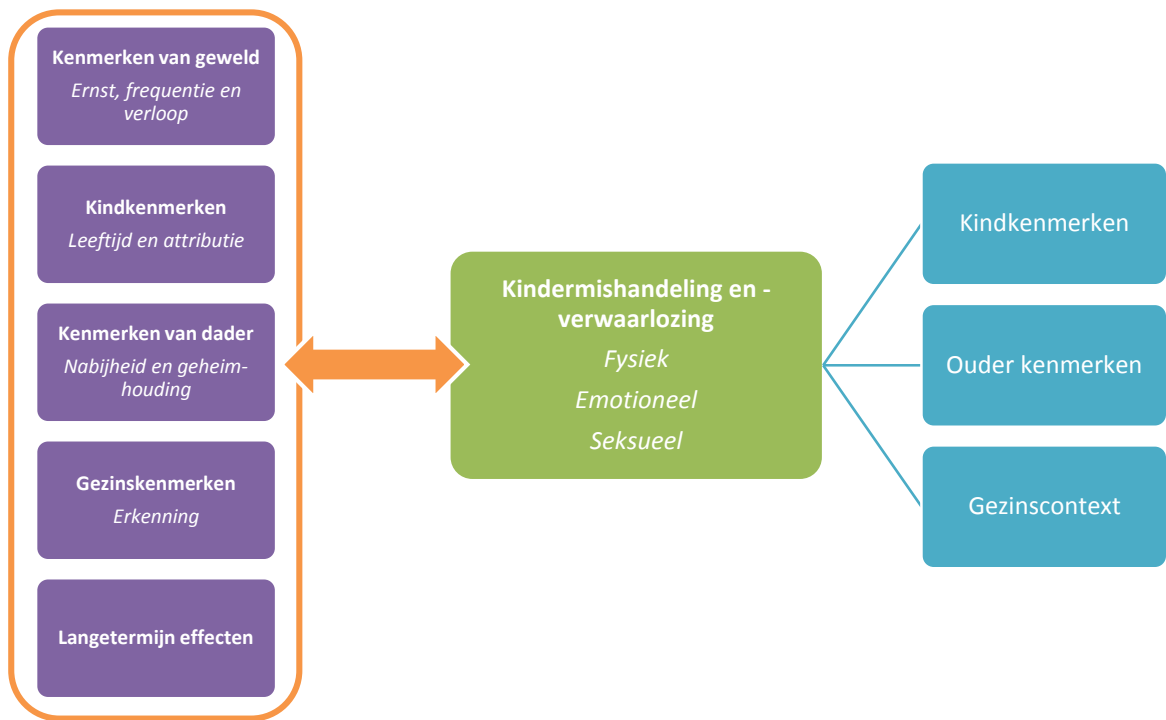 Kenmerken van geweld
Ernst, frequentie en
verloop
Kindkenmerken
Leeftijd en attributie
Kenmerken van dader
Nabijheid en geheim-
houding
Gezinskenmerken
Erkenning
Langetermijn effecten
Kindermishandeling en -
verwaarlozing
Fysiek
Emotioneel
Seksueel
Kindkenmerken
Ouder kenmerken
Gezinscontext